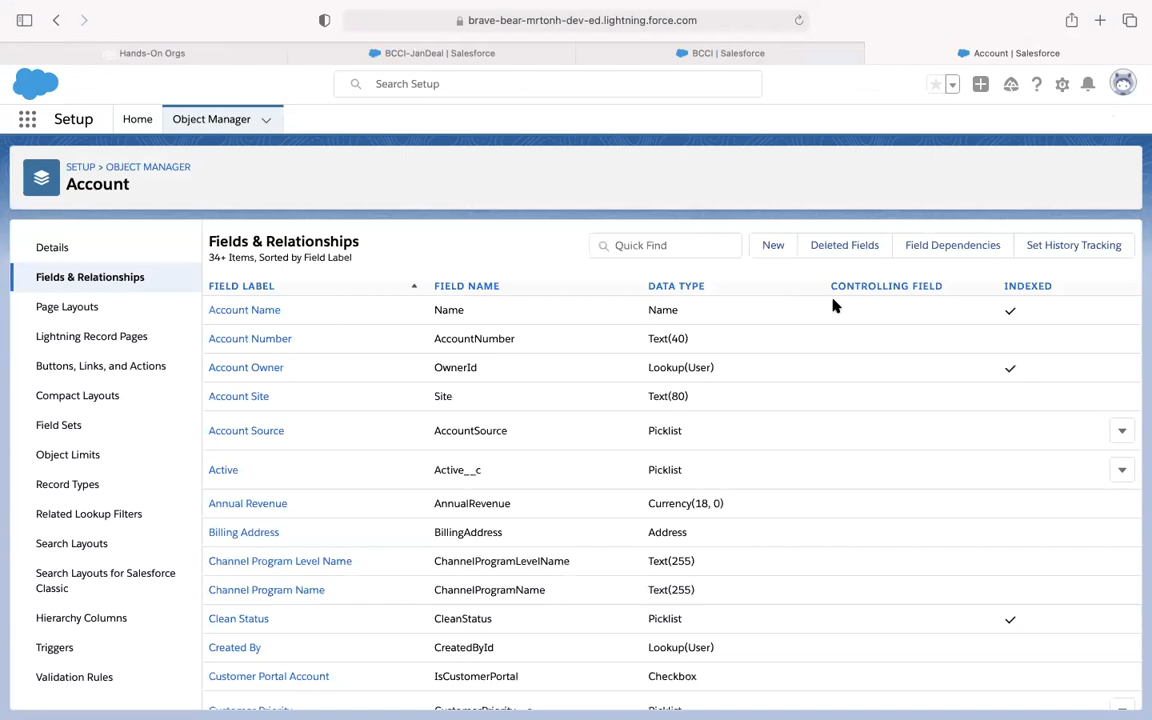 brave-bear-mrtonh-dev-ed.lightning.force.com
Hands-On Orgs
BCCI-JanDeal | Salesforce
BCCI | Salesforce
Account | Salesforce
Search Setup
Setup
Home
Object Manager
SETUP > OBJECT MANAGER
Account
Details
Fields & Relationships
Page Layouts
Lightning Record Pages
Buttons, Links, and Actions
Compact Layouts
Field Sets
Object Limits
Record Types
Related Lookup Filters
Search Layouts
Search Layouts for Salesforce
Classic
Hierarchy Columns
Triggers
Validation Rules
Fields & Relationships
34+ Items, Sorted by Field Label
Quick Find
New
Deleted Fields
Field Dependencies
Set History Tracking
FIELD LABEL FIELD NAME DATA TYPE CONTROLLING FIELD INDEXED
Account Name Name Name
Account Number AccountNumber Text(40)
Account Owner OwnerId Lookup(User)
Account Site Site Text(80)
Account Source AccountSource Picklist
Active Active__c Picklist
Annual Revenue AnnualRevenue Currency(18, 0)
Billing Address BillingAddress Address
Channel Program Level Name ChannelProgramLevelName Text(255)
Channel Program Name ChannelProgramName Text(255)
Clean Status CleanStatus Picklist
Created By CreatedById Lookup(User)
Customer Portal Account IsCustomerPortal Checkbox